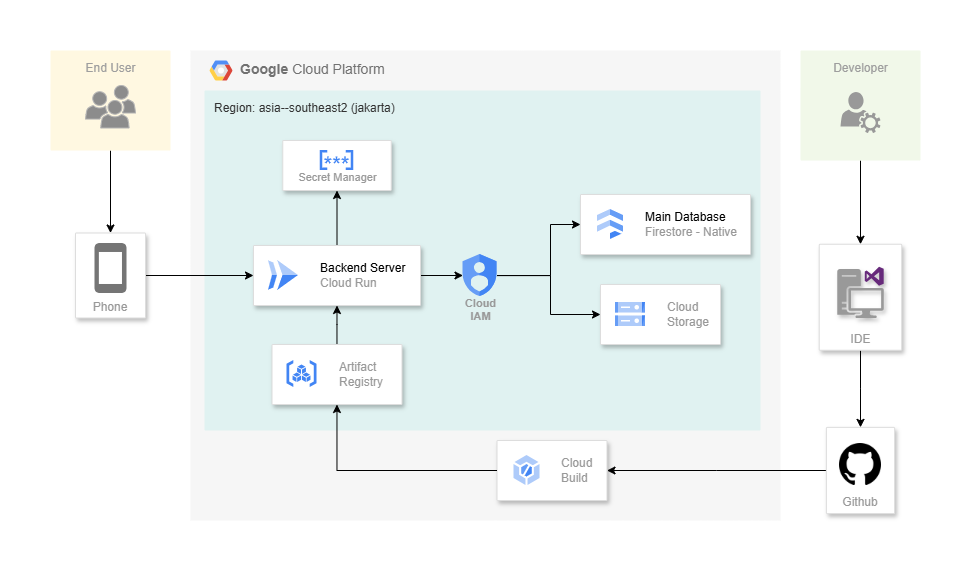 End User
Google Cloud Platform
Developer
Region: asia--southeast2 (jakarta)
[***]
Secret Manager
Main Database
Firestore - Native
Phone
Backend Server
Cloud Run
Cloud
IAM
Cloud
Storage
IDE
Artifact
Registry
Cloud
Build
Github